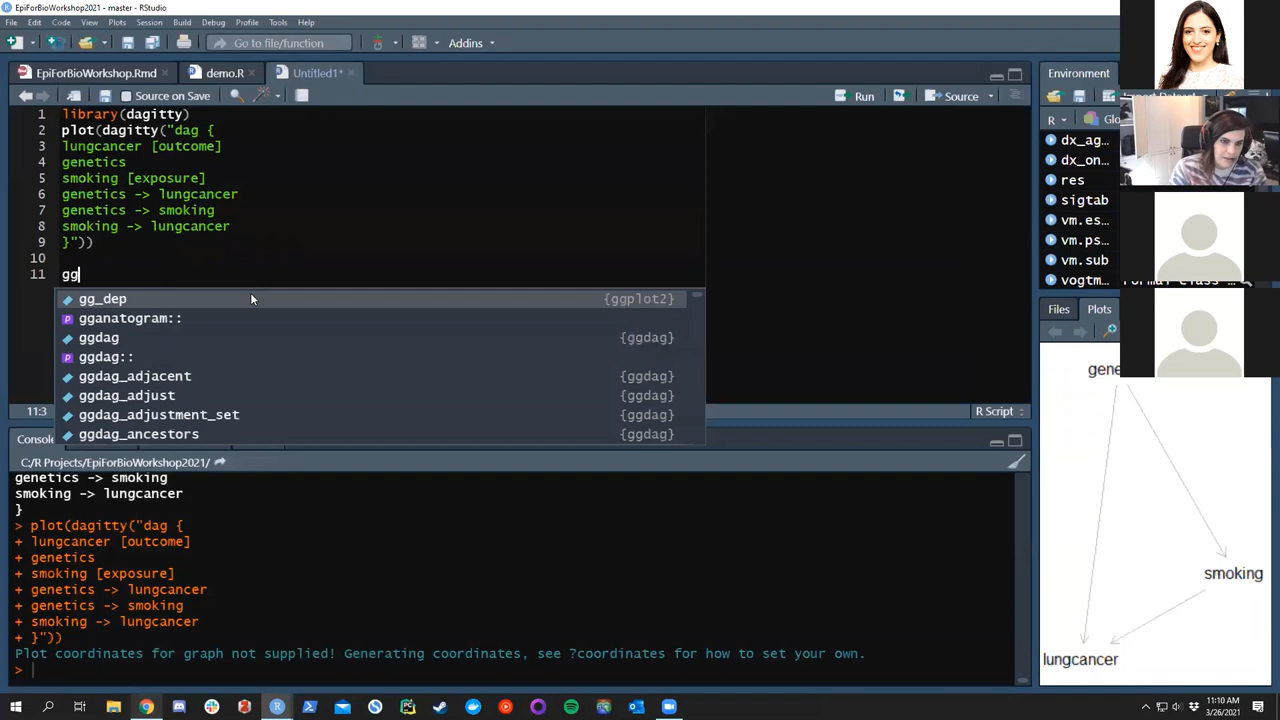 EpiForBioWorkshop2021 - master - RStudio
File Edit Code View Plots Session Build Debug Profile Tools Help
Go to file/function Addins
EpiForBioWorkshop.Rmd demo.R Untitled1* Environment
Source on Save Run Source
1 library(dagitty)
2 plot(dagitty("dag {
3 lungcancer [outcome]
4 genetics
5 smoking [exposure]
6 genetics -> lungcancer
7 genetics -> smoking
8 smoking -> lungcancer
9 }"))
10
11 gg
gg_dep {ggplot2}
gganatogram::
ggdag {ggdag}
ggdag::
ggdag_adjacent {ggdag}
ggdag_adjust {ggdag}
ggdag_adjustment_set {ggdag}
ggdag_ancestors {ggdag}
11:3 R Script
R Glo
dx_ag…
dx_on…
res
sigtab
vm.es…
vm.ps…
vm.sub
vogtm…
Files Plots
gene
smoking
lungcancer
Console
C:/R Projects/EpiForBioWorkshop2021/
genetics -> smoking
smoking -> lungcancer
}
> plot(dagitty("dag {
+ lungcancer [outcome]
+ genetics
+ smoking [exposure]
+ genetics -> lungcancer
+ genetics -> smoking
+ smoking -> lungcancer
+ }"))
Plot coordinates for graph not supplied! Generating coordinates, see ?coordinates for how to set your own.
>
11:10 AM
3/26/2021